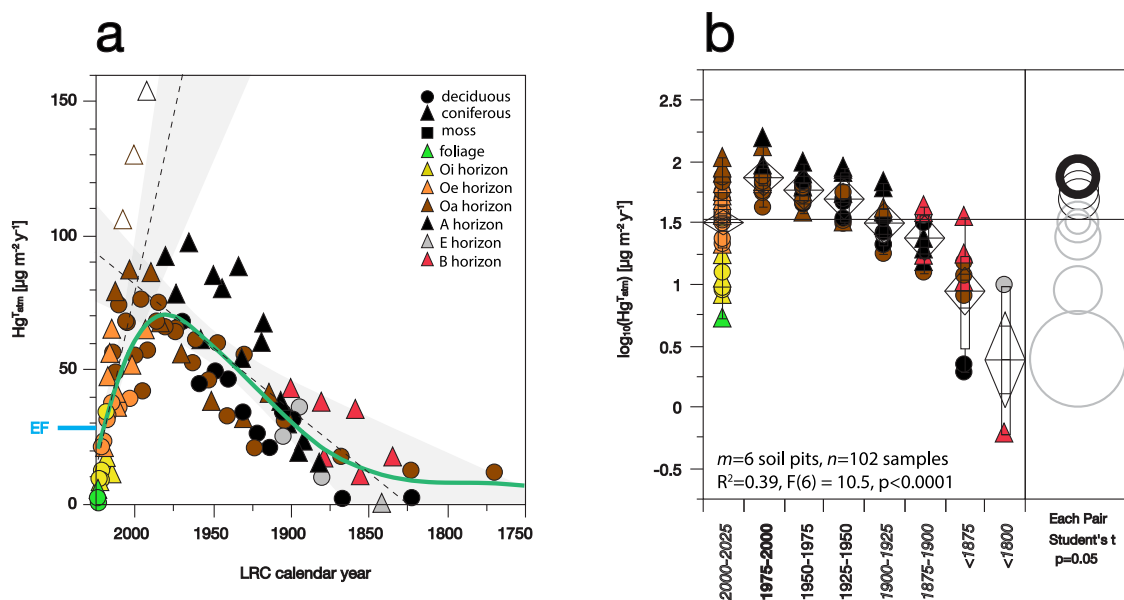 a
150
100
50
0
HgTatm [µg m-2 y-1]
EF
deciduous
coniferous
moss
foliage
Oi horizon
Oe horizon
Oa horizon
A horizon
E horizon
B horizon
2000
1950
1900
1850
1800
1750
LRC calendar year
b
2.5
2
1.5
1
0.5
0
-0.5
log10(HgTatm) [µg m-2 y-1]
m=6 soil pits, n=102 samples
R2=0.39, F(6) = 10.5, p<0.0001
2000-2025
1975-2000
1950-1975
1925-1950
1900-1925
1875-1900
<1875
<1800
Each Pair
Student's t
p=0.05